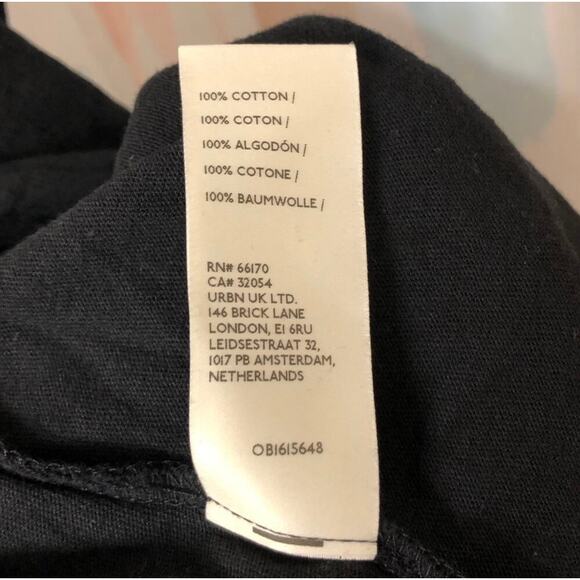 100% COTTON /
100% COTON /
100% ALGODÓN /
100% COTONE /
100% BAUMWOLLE /
RN# 66170
CA# 32054
URBN UK LTD.
146 BRICK LANE
LONDON, E1 6RU
LEIDSESTRAAT 32,
1017 PB AMSTERDAM,
NETHERLANDS
OB1615648